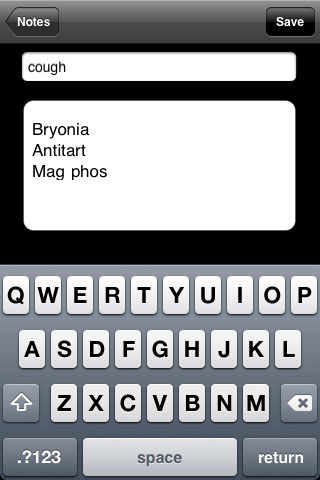 Notes
Save
cough
Bryonia
Antitart
Mag phos
Q W E R T Y U I O P
A S D F G H J K L
Z X C V B N M
.?123 space return